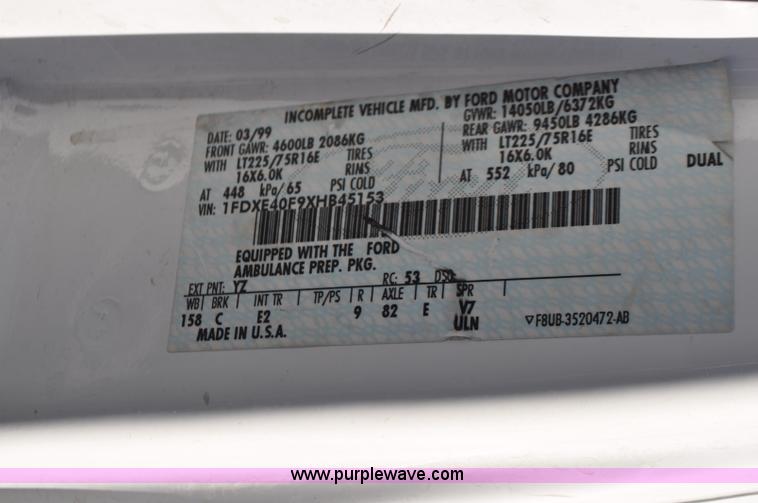 INCOMPLETE VEHICLE MFD. BY FORD MOTOR COMPANY
DATE: 03/99 GVWR: 14050LB/6372KG
FRONT GAWR: 4600LB 2086KG REAR GAWR: 9450LB 4286KG
WITH LT225/75R16E TIRES WITH LT225/75R16E TIRES
16X6.0K RIMS 16X6.0K RIMS DUAL
AT 448 kPa/65 PSI COLD AT 552 kPa/80 PSI COLD
VIN: 1FDXE40F9XHB45153
EQUIPPED WITH THE FORD
AMBULANCE PREP. PKG.
EXT PNT: YZ RC: 53 DSO:
WB BRK INT TR TP/PS R AXLE TR SPR
158 C E2 9 82 E V7
ULN
MADE IN U.S.A. ▽F8UB-3520472-AB
www.purplewave.com